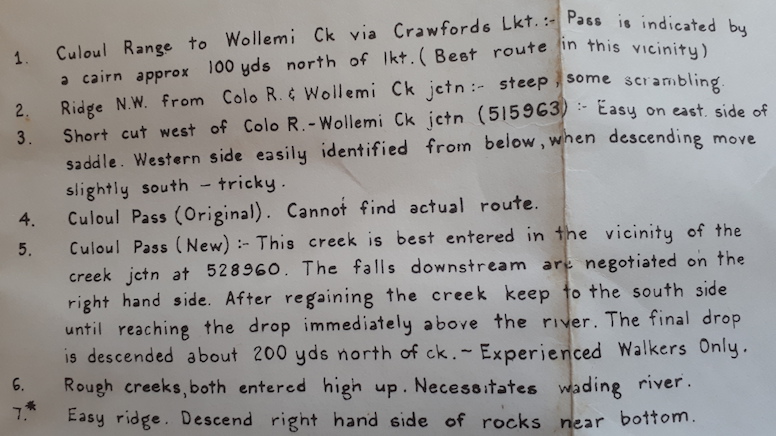 1. Culoul Range to Wollemi Ck via Crawfords Lkt. :- Pass is indicated by
a cairn approx 100 yds north of lkt. ( Best route in this vicinity)
2. Ridge N.W. from Colo R. & Wollemi Ck jctn :- steep, some scrambling.
3. Short cut west of Colo R. - Wollemi Ck jctn (515963) :- Easy on east. side of
saddle. Western side easily identified from below, when descending move
slightly south - tricky.
4. Culoul Pass (Original). Cannot find actual route.
5. Culoul Pass (New) :- This creek is best entered in the vicinity of the
creek jctn at 528960. The falls downstream are negotiated on the
right hand side. After regaining the creek keep to the south side
until reaching the drop immediately above the river. The final drop
is descended about 200 yds north of ck. ~ Experienced Walkers Only.
6. Rough creeks, both entered high up. Necessitates wading river.
7.* Easy ridge. Descend right hand side of rocks near bottom.